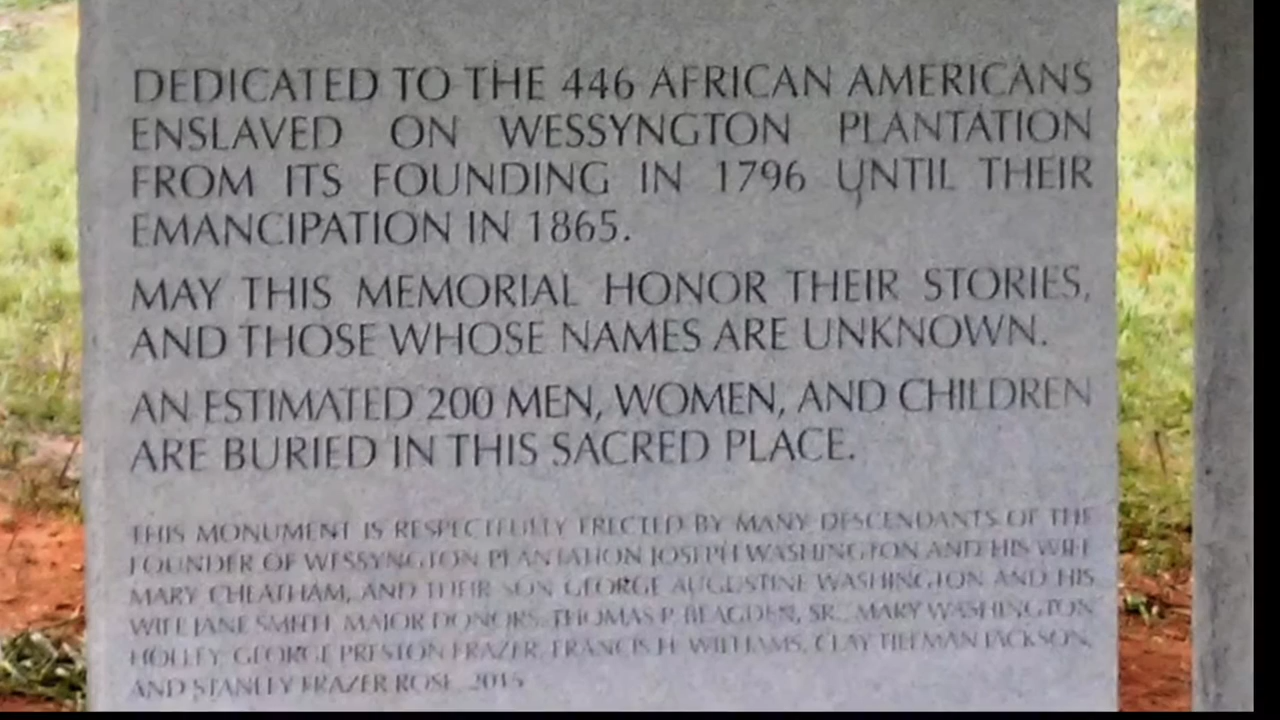 DEDICATED TO THE 446 AFRICAN AMERICANS
ENSLAVED ON WESSYNGTON PLANTATION
FROM ITS FOUNDING IN 1796 UNTIL THEIR
EMANCIPATION IN 1865.
MAY THIS MEMORIAL HONOR THEIR STORIES,
AND THOSE WHOSE NAMES ARE UNKNOWN.
AN ESTIMATED 200 MEN, WOMEN, AND CHILDREN
ARE BURIED IN THIS SACRED PLACE.
THIS MONUMENT IS RESPECTFULLY ERECTED BY MANY DESCENDANTS OF THE
FOUNDER OF WESSYNGTON PLANTATION JOSEPH WASHINGTON AND HIS WIFE
MARY CHEATHAM, AND THEIR SON GEORGE AUGUSTINE WASHINGTON AND HIS
WIFE JANE SMITH. MAJOR DONORS: THOMAS P. BLAGDEN, SR., MARY WASHINGTON
HOLLEY, GEORGE PRESTON FRAZER, FRANCIS H. WILLIAMS, CLAY TILLMAN JACKSON,
AND STANLEY FRAZER ROSE. 2015